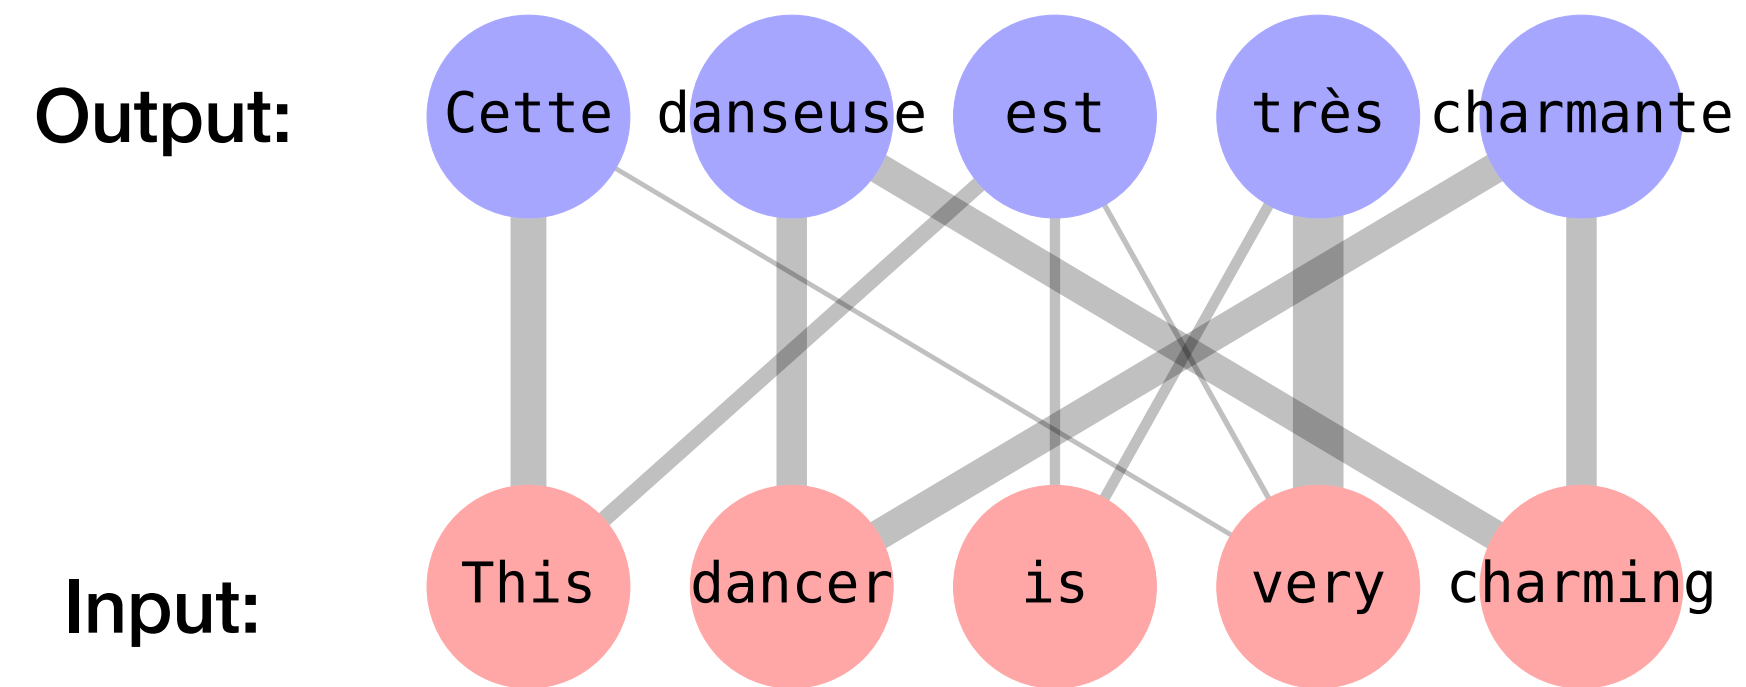 Output: Cette danseuse est très charmante
Input: This dancer is very charming